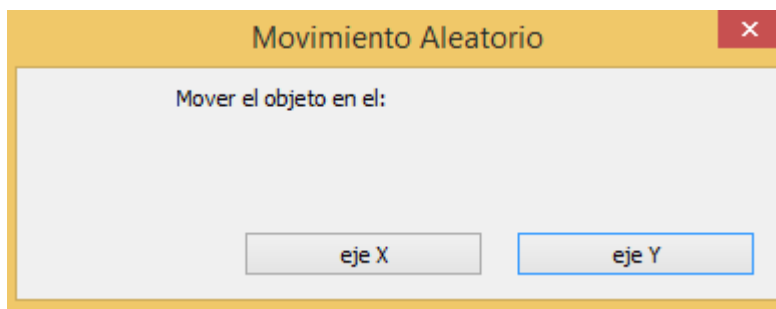 Movimiento Aleatorio
Mover el objeto en el:
eje X
eje Y